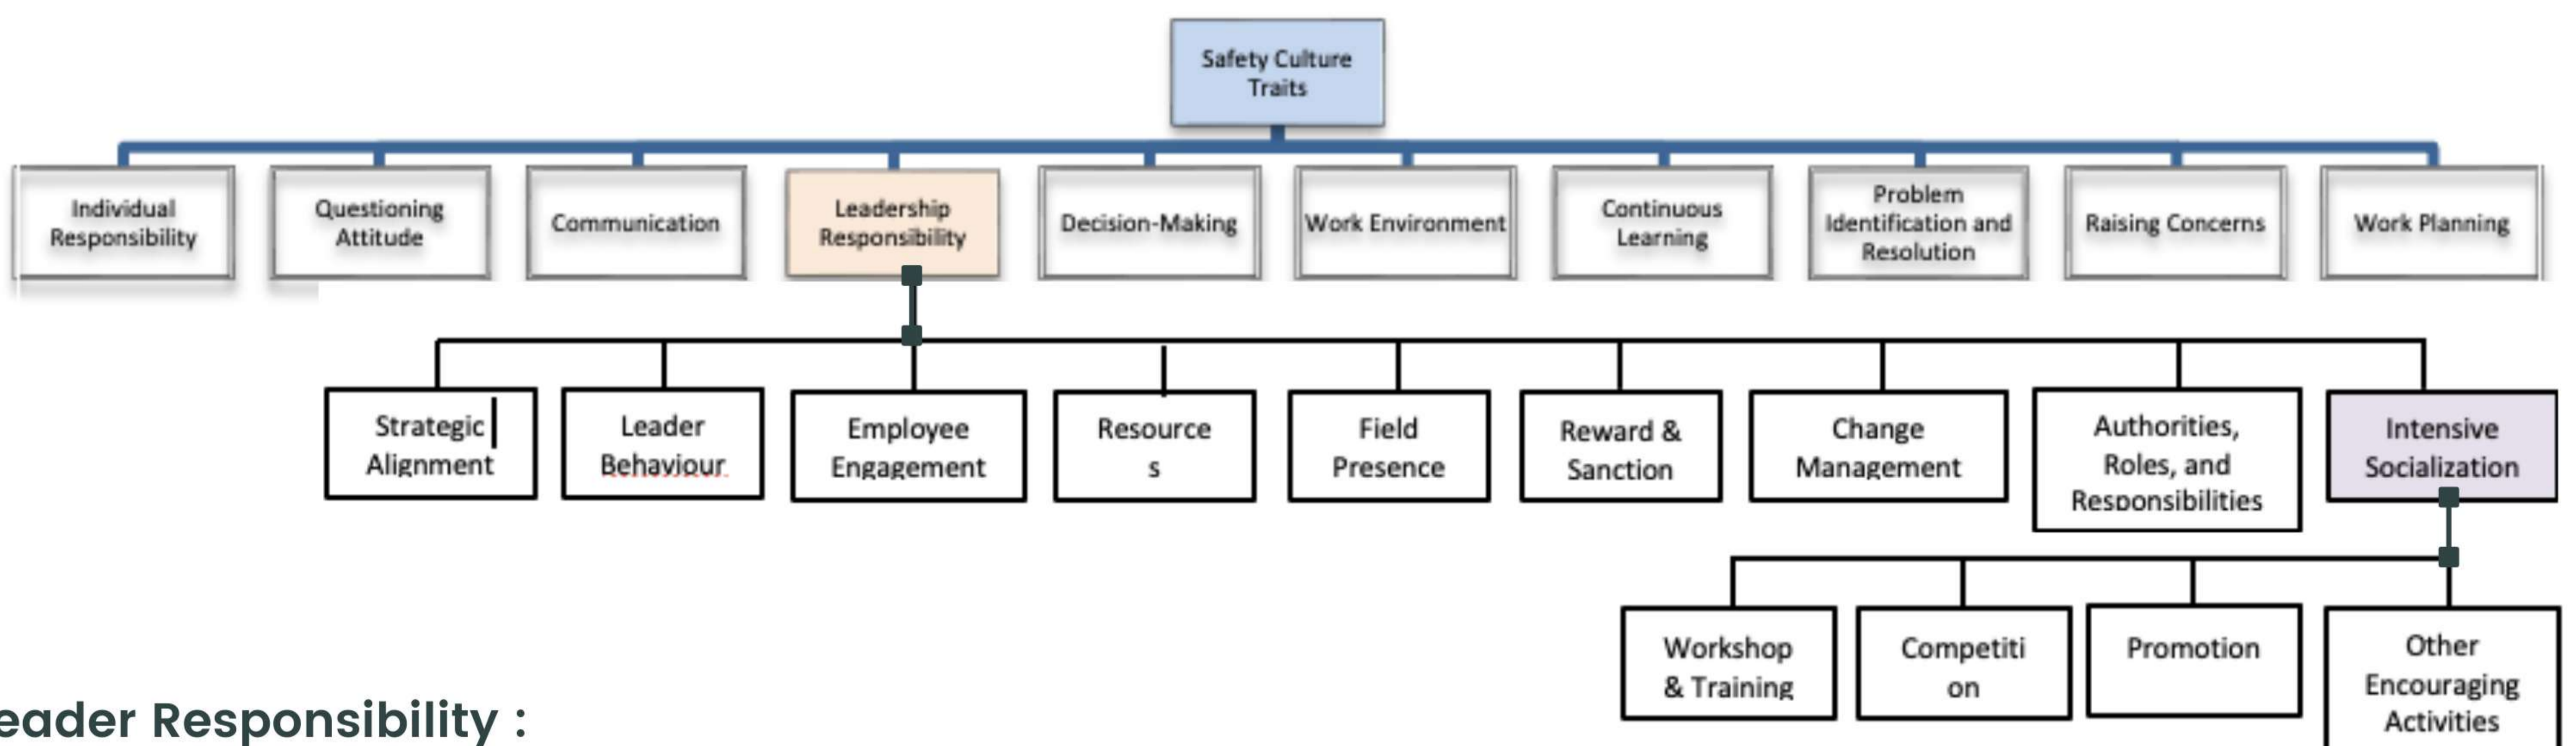 Safety Culture
Traits
Individual
Responsibility
Questioning
Attitude
Communication
Leadership
Responsibility
Decision-Making
Work Environment
Continuous
Learning
Problem
Identification and
Resolution
Raising Concerns
Work Planning
Strategic
Alignment
Leader
Behaviour
Employee
Engagement
Resource
s
Field
Presence
Reward &
Sanction
Change
Management
Authorities,
Roles, and
Responsibilities
Intensive
Socialization
Workshop
& Training
Competiti
on
Promotion
Other
Encouraging
Activities
eader Responsibility :